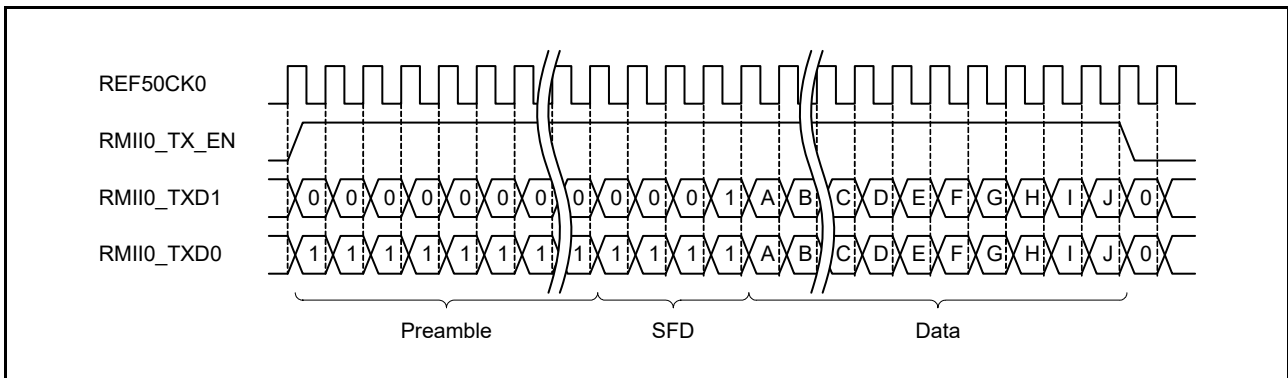 REF50CK0
RMII0_TX_EN
RMII0_TXD1 0 0 0 0 0 0 0 0 0 0 0 1 A B C D E F G H I J 0
RMII0_TXD0 1 1 1 1 1 1 1 1 1 1 1 1 A B C D E F G H I J 0
Preamble SFD Data